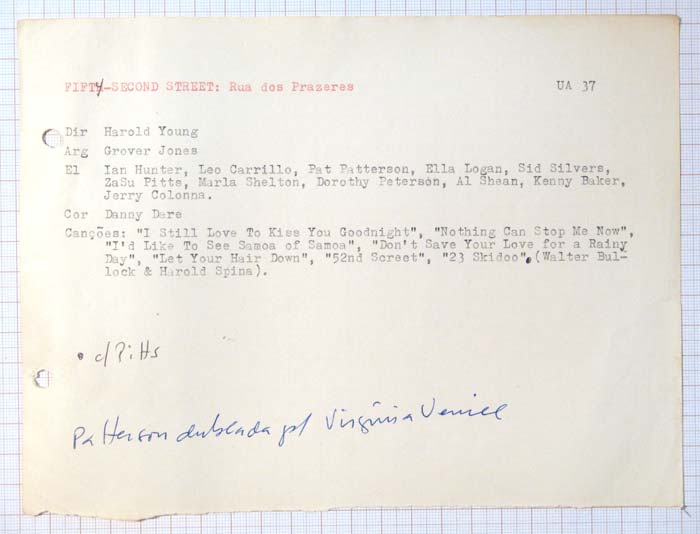 FIFTY-SECOND STREET: Rua dos Prazeres UA 37
Dir Harold Young
Arg Grover Jones
El Ian Hunter, Leo Carrillo, Pat Patterson, Ella Logan, Sid Silvers,
ZaSu Pitts, Marla Shelton, Dorothy Peterson, Al Shean, Kenny Baker,
Jerry Colonna.
Cor Danny Dare
Canções: "I Still Love To Kiss You Goodnight", "Nothing Can Stop Me Now",
"I'd Like To See Samoa of Samoa", "Don't Save Your Love for a Rainy
Day", "Let Your Hair Down", "52nd Screet", "23 Skidoo". (Walter Bul-
lock & Harold Spina).
• c/Pitts
Patterson dublada p/ Virgínia Verrill